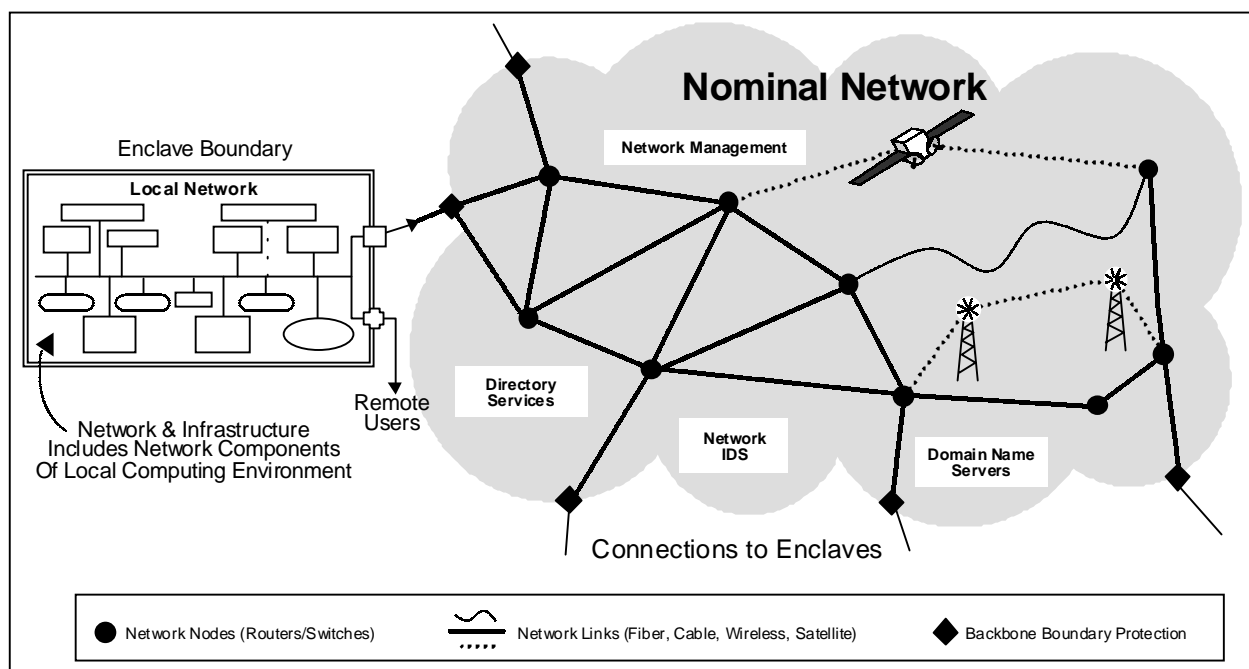 Nominal Network
Network Management
Enclave Boundary
Local Network
Remote
Users
Network & Infrastructure
Includes Network Components
Of Local Computing Environment
Directory
Services
Network
IDS
Domain Name
Servers
Connections to Enclaves
Network Nodes (Routers/Switches)
Network Links (Fiber, Cable, Wireless, Satellite)
Backbone Boundary Protection